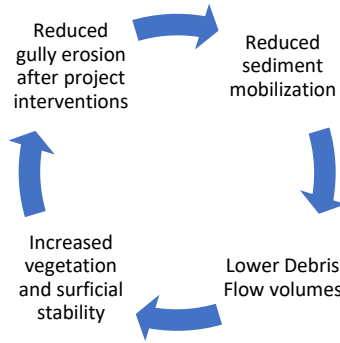 Reduced
gully erosion
after project
interventions
Reduced
sediment
mobilization
Lower Debris
Flow volumes
Increased
vegetation
and surficial
stability